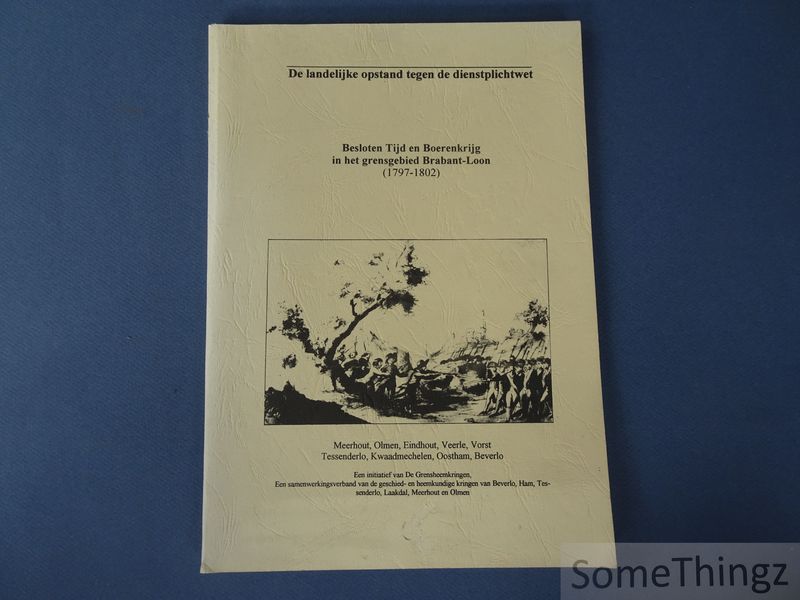 De landelijke opstand tegen de dienstplichtwet
Besloten Tijd en Boerenkrijg
in het grensgebied Brabant-Loon
(1797-1802)
Meerhout, Olmen, Eindhout, Veerle, Vorst
Tessenderlo, Kwaadmechelen, Oostham, Beverlo
Een initiatief van De Grensheemkringen,
Een samenwerkingsverband van de geschied- en heemkundige kringen van Beverlo, Ham, Tes-
senderlo, Laakdal, Meerhout en Olmen
SomeThingz